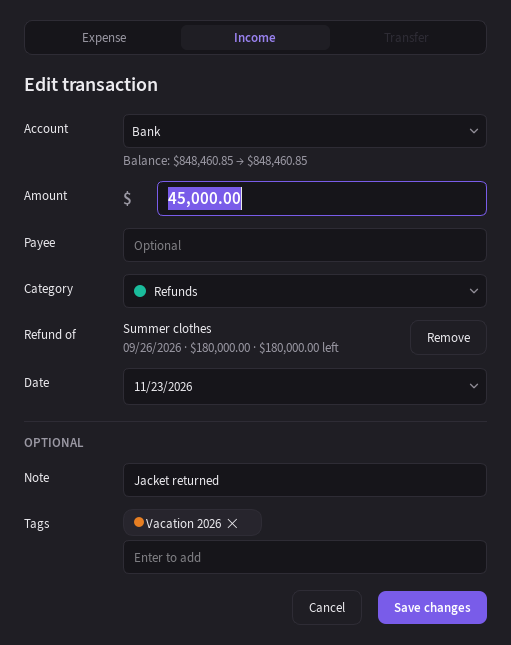 Expense Income Transfer
Edit transaction
Account Bank
Balance: $848,460.85 → $848,460.85
Amount $ 45,000.00
Payee Optional
Category Refunds
Refund of Summer clothes
09/26/2026 · $180,000.00 · $180,000.00 left
Remove
Date 11/23/2026
OPTIONAL
Note Jacket returned
Tags Vacation 2026
Enter to add
Cancel Save changes